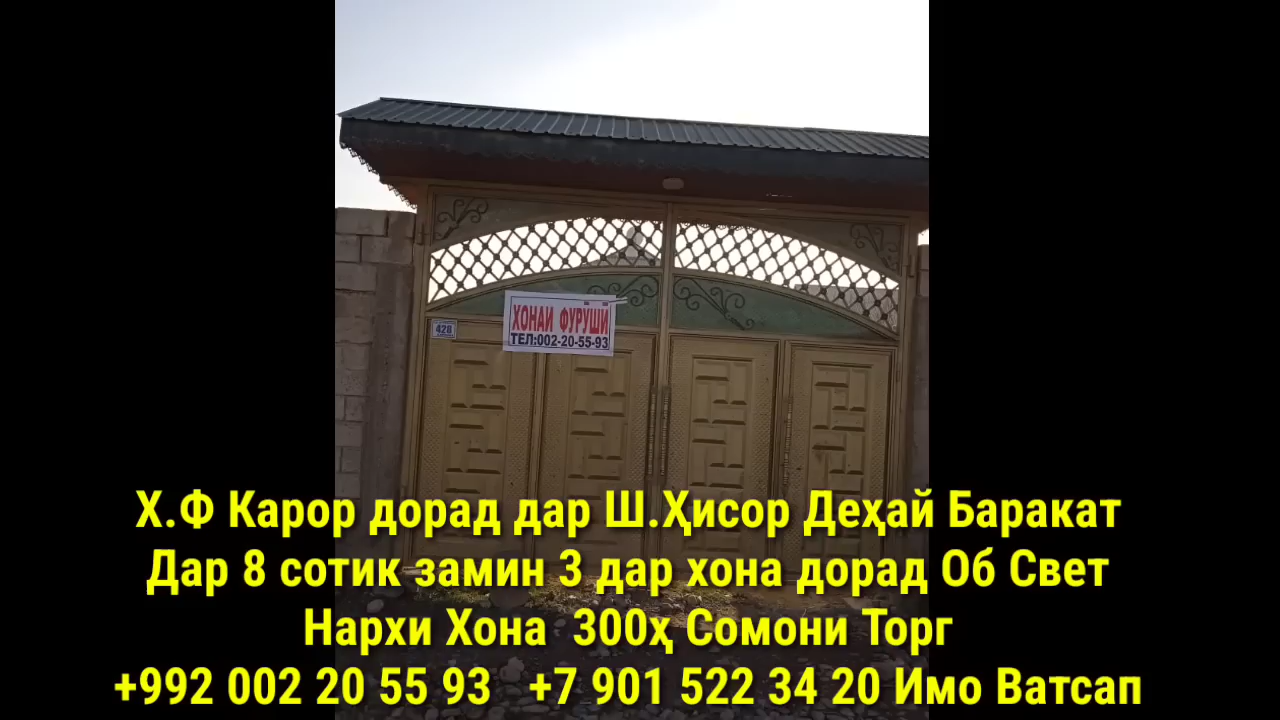 ХОНАИ ФУРУШИ
ТЕЛ:002-20-55-93
428
Х.Ф Карор дорад дар Ш.Ҳисор Деҳай Баракат
Дар 8 сотик замин 3 дар хона дорад Об Свет
Нархи Хона 300ҳ Сомони Торг
+992 002 20 55 93 +7 901 522 34 20 Имо Ватсап